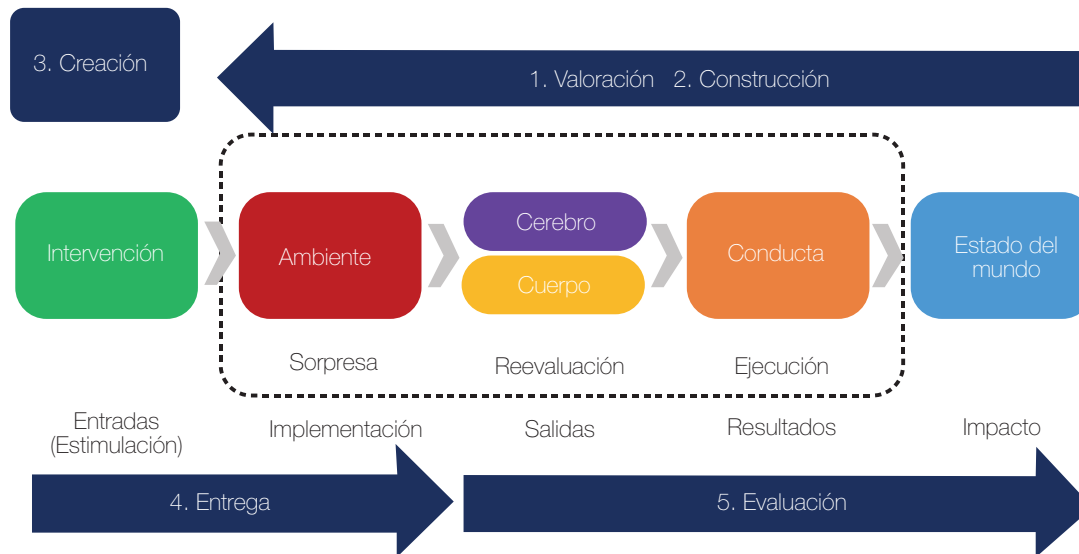 3. Creación
1. Valoración 2. Construcción
Intervención
Ambiente
Cerebro
Cuerpo
Conducta
Estado del
mundo
Sorpresa
Reevaluación
Ejecución
Entradas
(Estimulación)
Implementación
Salidas
Resultados
Impacto
4. Entrega
5. Evaluación